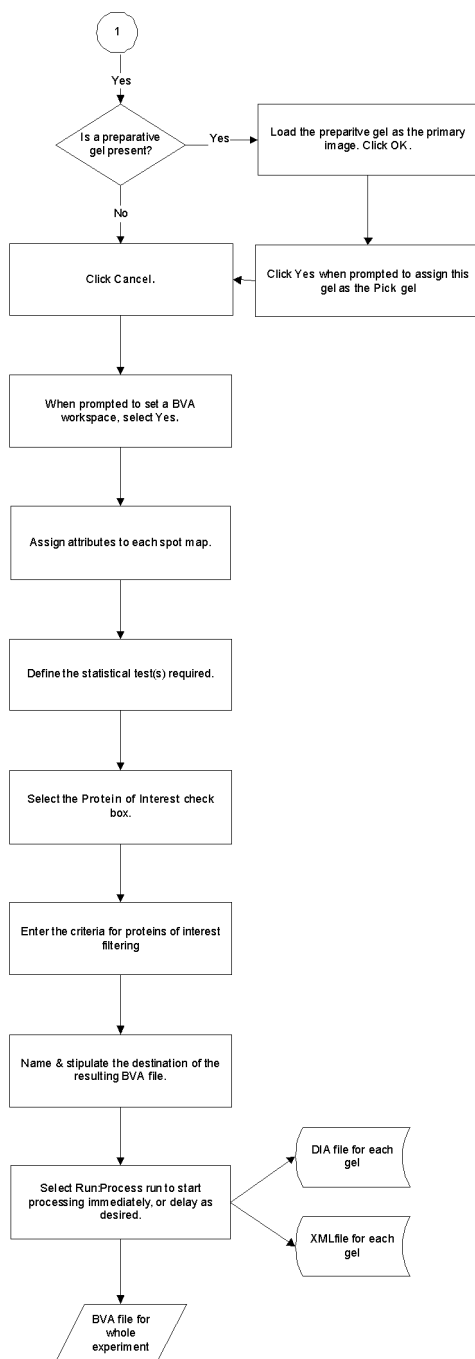 1
Yes
Is a preparative
gel present?
Yes
Load the preparitve gel as the primary
image. Click OK.
No
Click Cancel.
Click Yes when prompted to assign this
gel as the Pick gel
When prompted to set a BVA
workspace, select Yes.
Assign attributes to each spot map.
Define the statistical test(s) required.
Select the Protein of Interest check
box.
Enter the criteria for proteins of interest
filtering
Name & stipulate the destination of the
resulting BVA file.
Select Run:Process run to start
processing immediately, or delay as
desired.
DIA file for each
gel
XMLfile for each
gel
BVA file for
whole
experiment